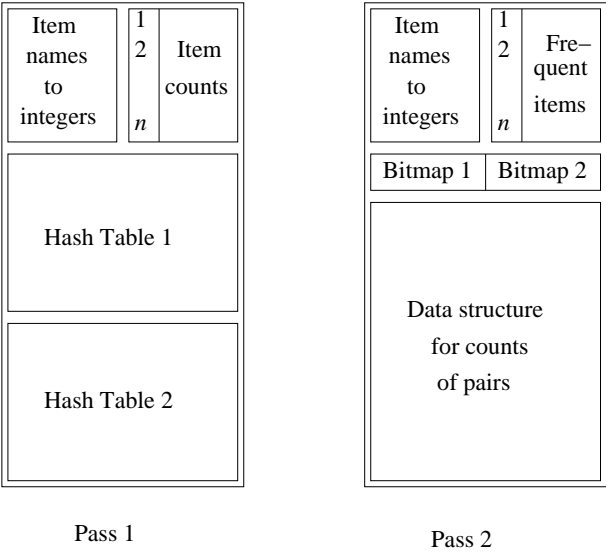 Item
names
to
integers
1
2
n
Item
counts
Hash Table 1
Hash Table 2
Pass 1
Item
names
to
integers
1
2
n
Fre–
quent
items
Bitmap 1
Bitmap 2
Data structure
for counts
of pairs
Pass 2